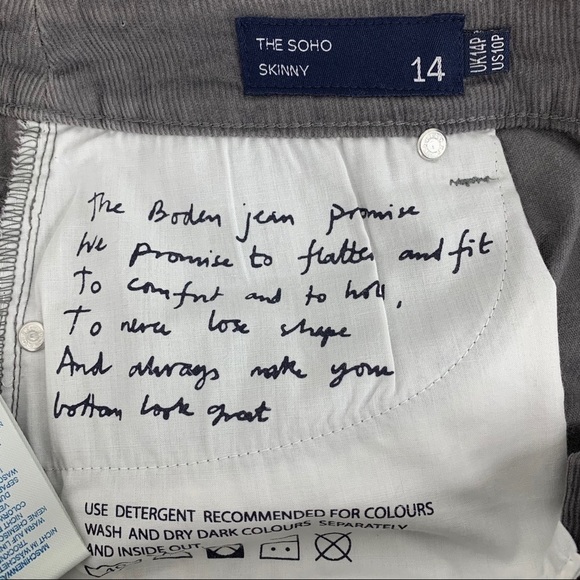 THE SOHO
SKINNY
14
UK14P
US10P
The Boden jean promise
We promise to flatter and fit
To comfort and to hold,
To never lose shape
And always make your
bottom look great
USE DETERGENT RECOMMENDED FOR COLOURS
WASH AND DRY DARK COLOURS SEPARATELY
AND INSIDE OUT